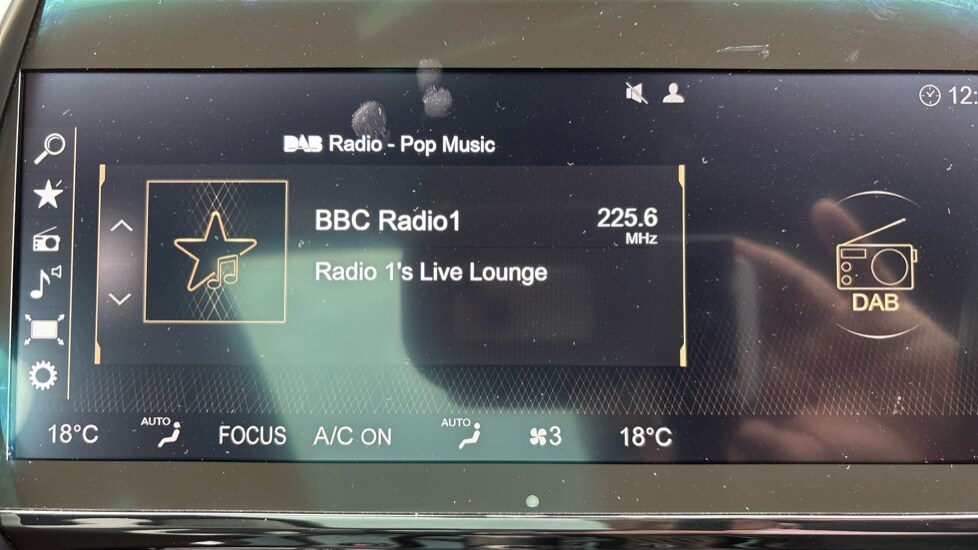 12:
DAB Radio - Pop Music
BBC Radio1
225.6
MHz
Radio 1's Live Lounge
DAB
18°C
AUTO
FOCUS
A/C ON
AUTO
3
18°C